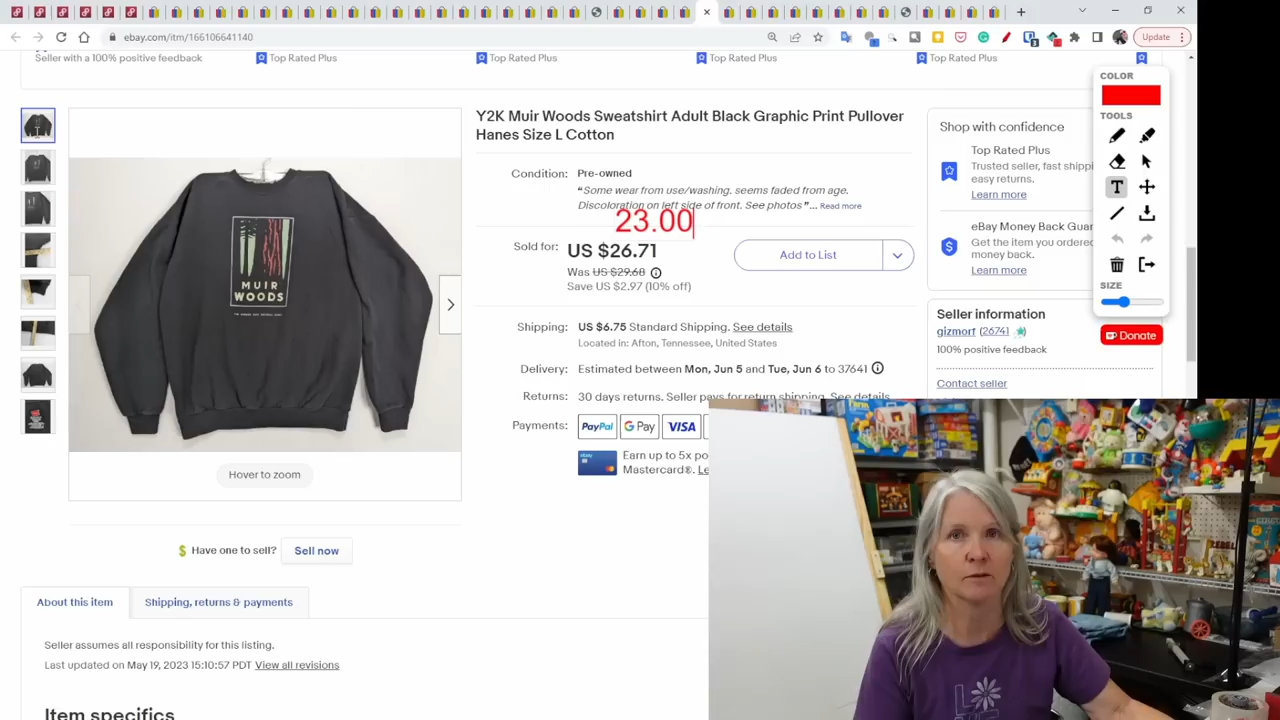 ebay.com/itm/166106641140
Update
Seller with a 100% positive feedback
Top Rated Plus
Top Rated Plus
Top Rated Plus
Top Rated Plus
Y2K Muir Woods Sweatshirt Adult Black Graphic Print Pullover
Hanes Size L Cotton
Condition: Pre-owned
“Some wear from use/washing. seems faded from age.
Discoloration on left side of front. See photos” ... Read more
23.00
Sold for: US $26.71
Was US $29.68
Save US $2.97 (10% off)
Add to List
Shipping: US $6.75 Standard Shipping. See details
Located in: Afton, Tennessee, United States
Delivery: Estimated between Mon, Jun 5 and Tue, Jun 6 to 37641
Returns: 30 days returns. Seller pays for return shipping. See details
Payments: PayPal G Pay VISA
Earn up to 5x po
Mastercard®. Le
MUIR
WOODS
Hover to zoom
Have one to sell? Sell now
About this item
Shipping, returns & payments
Seller assumes all responsibility for this listing.
Last updated on May 19, 2023 15:10:57 PDT View all revisions
Item specifics
Shop with confidence
Top Rated Plus
Trusted seller, fast shippi
easy returns.
Learn more
eBay Money Back Guar
Get the item you ordere
money back.
Learn more
Seller information
gizmorf (2674)
100% positive feedback
Contact seller
COLOR
TOOLS
T
SIZE
Donate